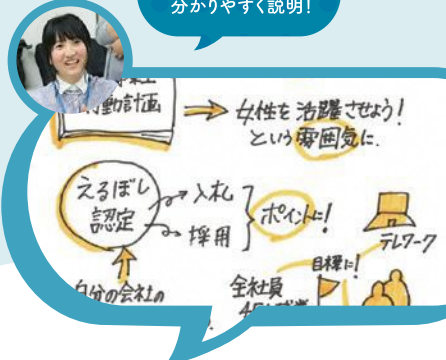 分かりやすく説明!
動計画
女性を活躍させよう!
という雰囲気に.
えるぼし
認定
入札
採用
ポイントに!
テレワーク
目標に!
自分の会社の
全社員